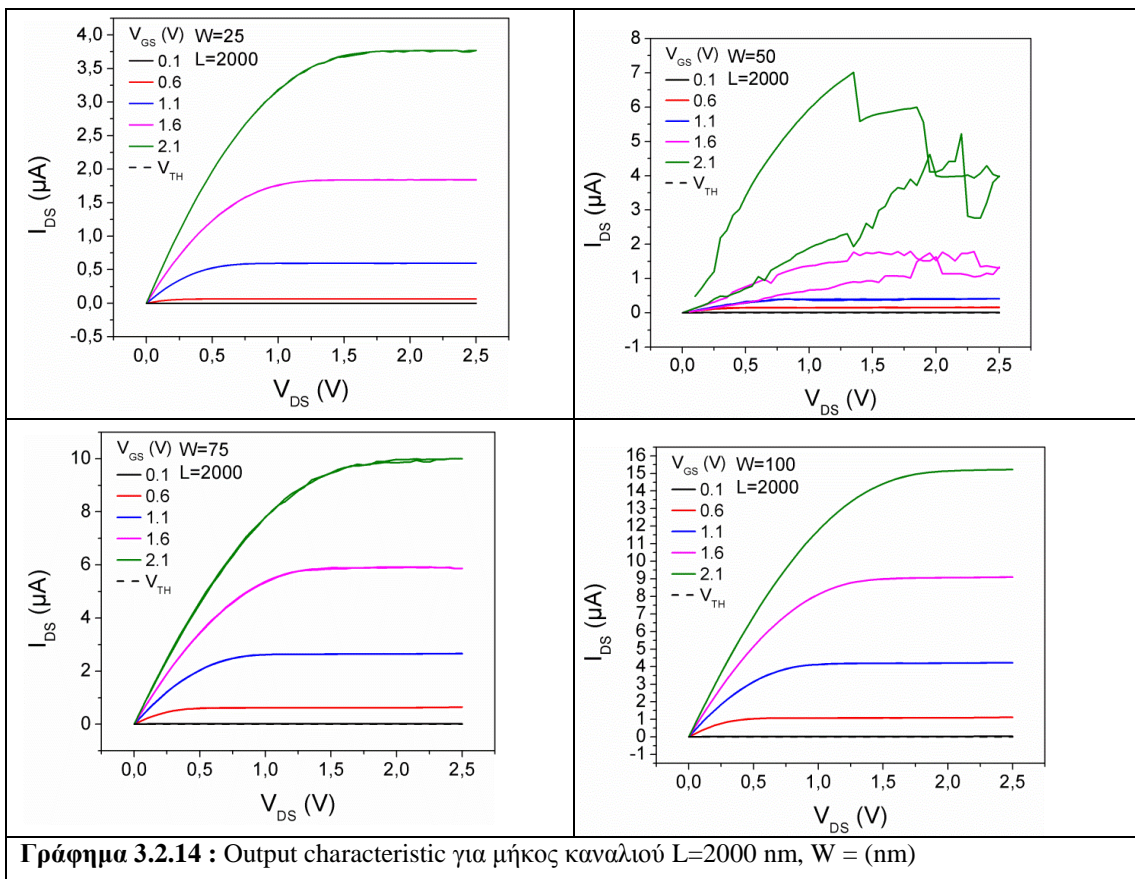 V_GS (V) W=25
L=2000
0.1
0.6
1.1
1.6
2.1
V_TH
4,0
3,5
3,0
2,5
2,0
1,5
1,0
0,5
0,0
-0,5
I_DS (μA)
0,0 0,5 1,0 1,5 2,0 2,5
V_DS (V)
V_GS (V) W=50
L=2000
0.1
0.6
1.1
1.6
2.1
V_TH
8
7
6
5
4
3
2
1
0
-1
I_DS (μA)
0,0 0,5 1,0 1,5 2,0 2,5
V_DS (V)
V_GS (V) W=75
L=2000
0.1
0.6
1.1
1.6
2.1
V_TH
10
8
6
4
2
0
I_DS (μA)
0,0 0,5 1,0 1,5 2,0 2,5
V_DS (V)
V_GS (V) W=100
L=2000
0.1
0.6
1.1
1.6
2.1
V_TH
16
15
14
13
12
11
10
9
8
7
6
5
4
3
2
1
0
-1
I_DS (μA)
0,0 0,5 1,0 1,5 2,0 2,5
V_DS (V)
Γράφημα 3.2.14 : Output characteristic για μήκος καναλιού L=2000 nm, W = (nm)